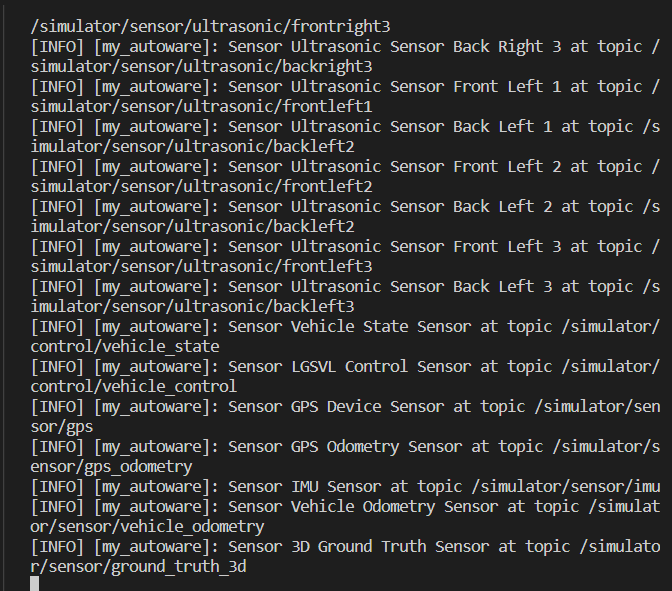 /simulator/sensor/ultrasonic/frontright3
[INFO] [my_autoware]: Sensor Ultrasonic Sensor Back Right 3 at topic /
simulator/sensor/ultrasonic/backright3
[INFO] [my_autoware]: Sensor Ultrasonic Sensor Front Left 1 at topic /
simulator/sensor/ultrasonic/frontleft1
[INFO] [my_autoware]: Sensor Ultrasonic Sensor Back Left 1 at topic /s
imulator/sensor/ultrasonic/backleft2
[INFO] [my_autoware]: Sensor Ultrasonic Sensor Front Left 2 at topic /
simulator/sensor/ultrasonic/frontleft2
[INFO] [my_autoware]: Sensor Ultrasonic Sensor Back Left 2 at topic /s
imulator/sensor/ultrasonic/backleft2
[INFO] [my_autoware]: Sensor Ultrasonic Sensor Front Left 3 at topic /
simulator/sensor/ultrasonic/frontleft3
[INFO] [my_autoware]: Sensor Ultrasonic Sensor Back Left 3 at topic /s
imulator/sensor/ultrasonic/backleft3
[INFO] [my_autoware]: Sensor Vehicle State Sensor at topic /simulator/
control/vehicle_state
[INFO] [my_autoware]: Sensor LGSVL Control Sensor at topic /simulator/
control/vehicle_control
[INFO] [my_autoware]: Sensor GPS Device Sensor at topic /simulator/sen
sor/gps
[INFO] [my_autoware]: Sensor GPS Odometry Sensor at topic /simulator/s
ensor/gps_odometry
[INFO] [my_autoware]: Sensor IMU Sensor at topic /simulator/sensor/imu
[INFO] [my_autoware]: Sensor Vehicle Odometry Sensor at topic /simulat
or/sensor/vehicle_odometry
[INFO] [my_autoware]: Sensor 3D Ground Truth Sensor at topic /simulato
r/sensor/ground_truth_3d